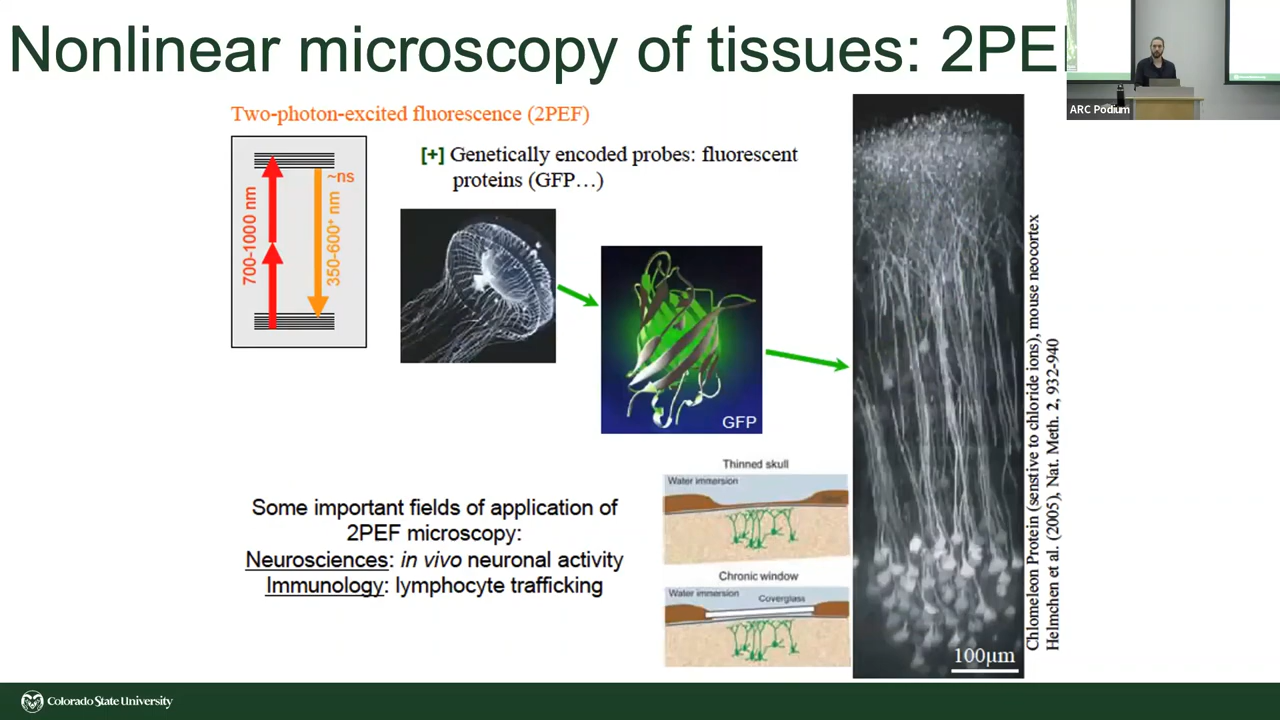 Nonlinear microscopy of tissues: 2PE
ARC Podium
Two-photon-excited fluorescence (2PEF)
[+] Genetically encoded probes: fluorescent
proteins (GFP…)
~ns
700-1000 nm
350-600+ nm
GFP
Some important fields of application of
2PEF microscopy:
Neurosciences: in vivo neuronal activity
Immunology: lymphocyte trafficking
Thinned skull
Water immersion
Chronic window
Water immersion
Coverglass
100µm
Chlomeleon Protein (senstive to chloride ions), mouse neocortex
Helmchen et al. (2005), Nat. Meth. 2, 932-940
Colorado State University